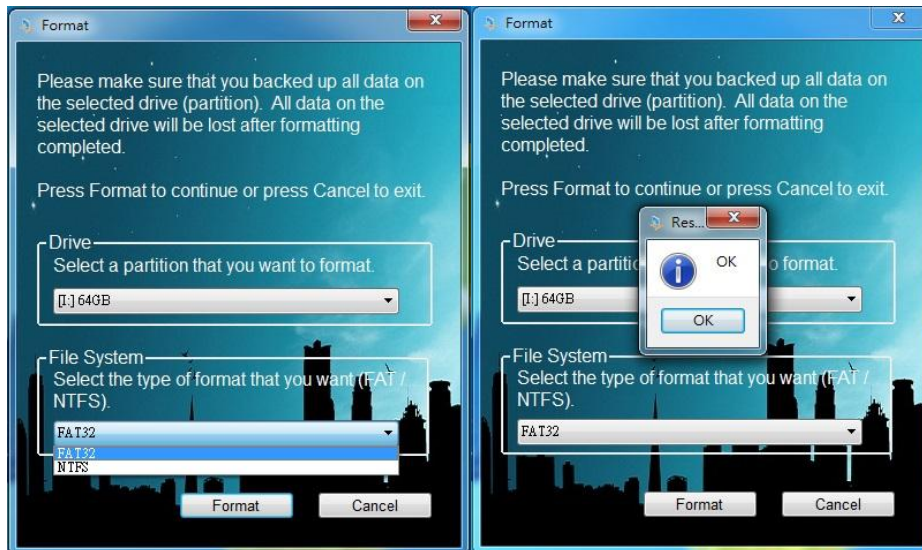 Format
Please make sure that you backed up all data on
the selected drive (partition).  All data on the
selected drive will be lost after formatting
completed.
Press Format to continue or press Cancel to exit.
Drive
Select a partition that you want to format.
[I:] 64GB
File System
Select the type of format that you want (FAT /
NTFS).
FAT32
FAT32
NTFS
Format
Cancel
Format
Please make sure that you backed up all data on
the selected drive (partition).  All data on the
selected drive will be lost after formatting
completed.
Press Format to continue or press Cancel to exit.
Res...
OK
OK
Drive
Select a partitio
o format.
[I:] 64GB
File System
Select the type of format that you want (FAT /
NTFS).
FAT32
Format
Cancel